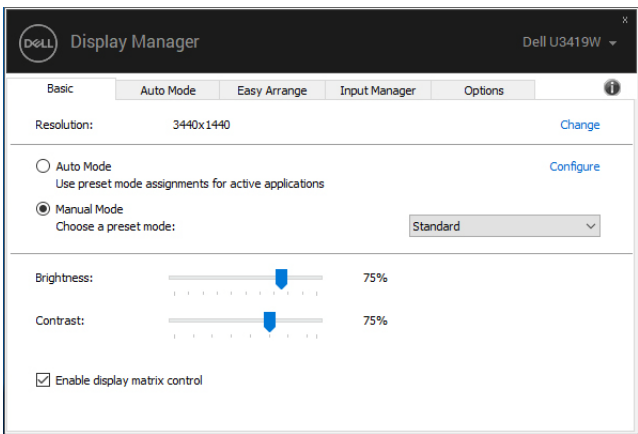 x
DELL Display Manager Dell U3419W
Basic Auto Mode Easy Arrange Input Manager Options i
Resolution: 3440x1440 Change
Auto Mode Configure
Use preset mode assignments for active applications
Manual Mode
Choose a preset mode: Standard
Brightness: 75%
Contrast: 75%
Enable display matrix control